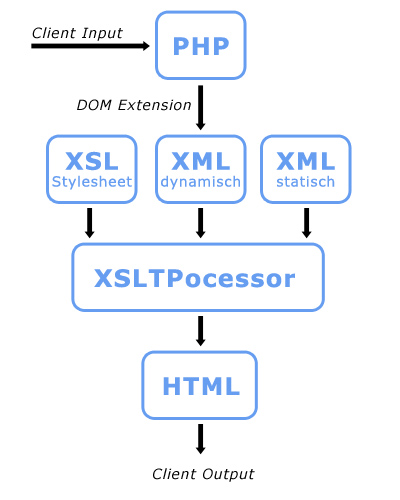 Client Input
PHP
DOM Extension
XSL
Stylesheet
XML
dynamisch
XML
statisch
XSLTPocessor
HTML
Client Output